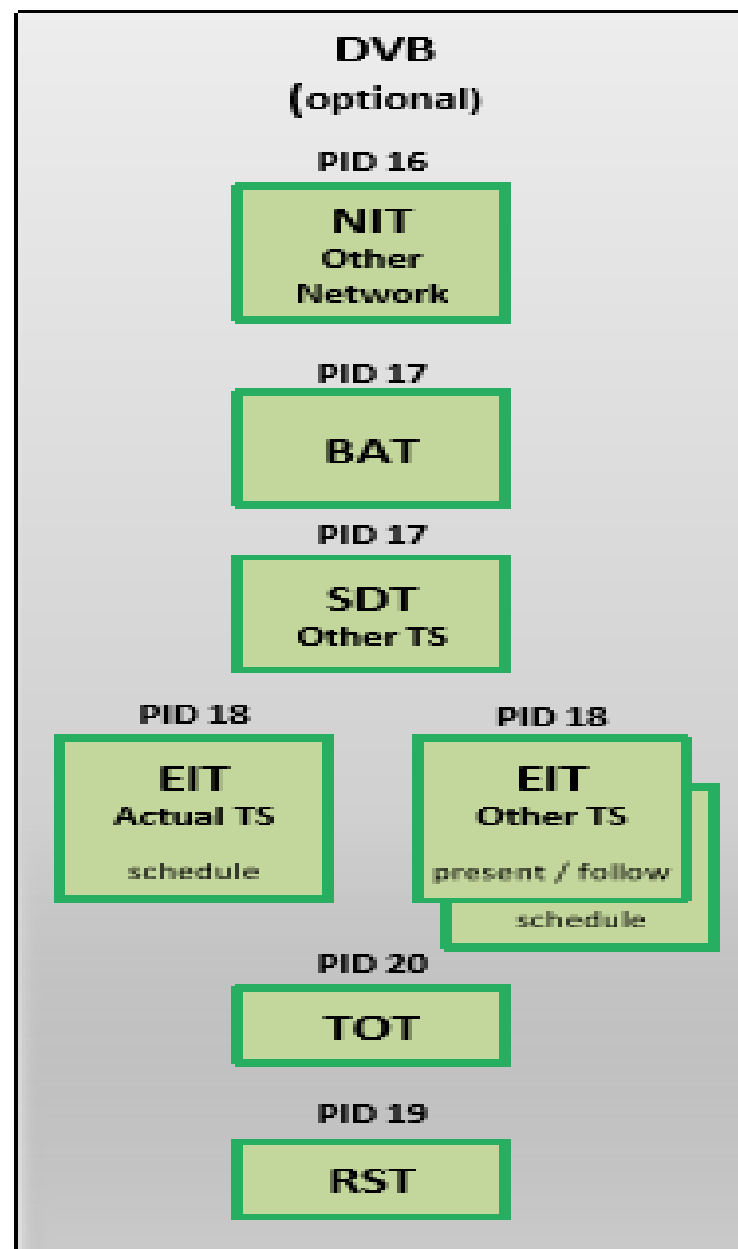 DVB
(optional)
PID 16
NIT
Other
Network
PID 17
BAT
PID 17
SDT
Other TS
PID 18
EIT
Actual TS
schedule
PID 18
EIT
Other TS
present / follow
schedule
PID 20
TOT
PID 19
RST